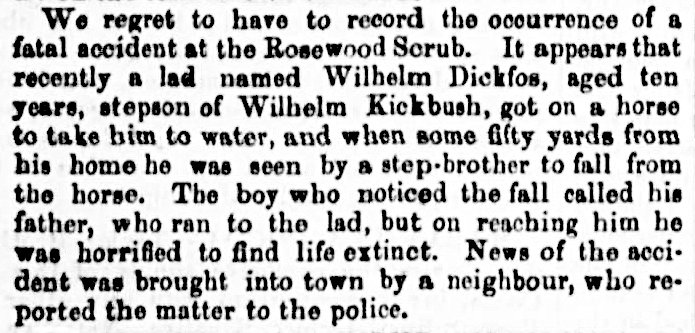 We regret to have to record the occurrence of a
fatal accident at the Rosewood Scrub. It appears that
recently a lad named Wilhelm Dickfos, aged ten
years, stepson of Wilhelm Kickbush, got on a horse
to take him to water, and when some fifty yards from
his home he was seen by a step-brother to fall from
the horse. The boy who noticed the fall called his
father, who ran to the lad, but on reaching him he
was horrified to find life extinct. News of the acci-
dent was brought into town by a neighbour, who re-
ported the matter to the police.